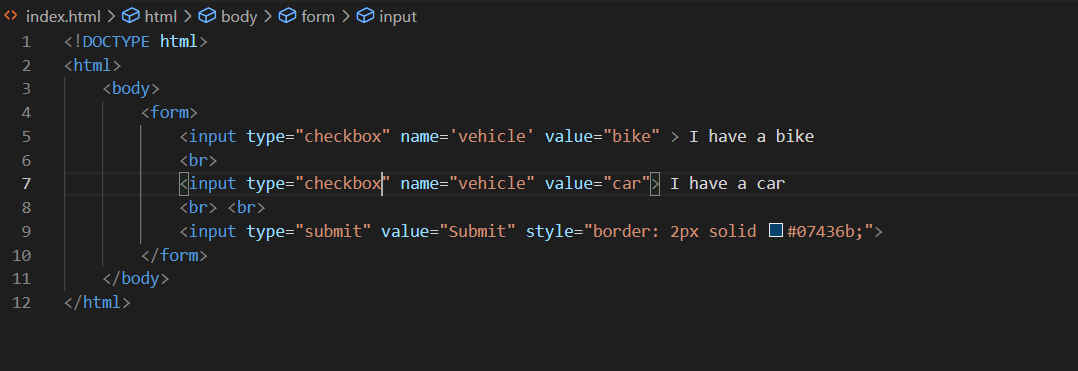 index.html > html > body > form > input
1 <!DOCTYPE html>
2 <html>
3     <body>
4         <form>
5             <input type="checkbox" name='vehicle' value="bike" > I have a bike
6             <br>
7             <input type="checkbox" name="vehicle" value="car"> I have a car
8             <br> <br>
9             <input type="submit" value="Submit" style="border: 2px solid #07436b;">
10         </form>
11     </body>
12 </html>